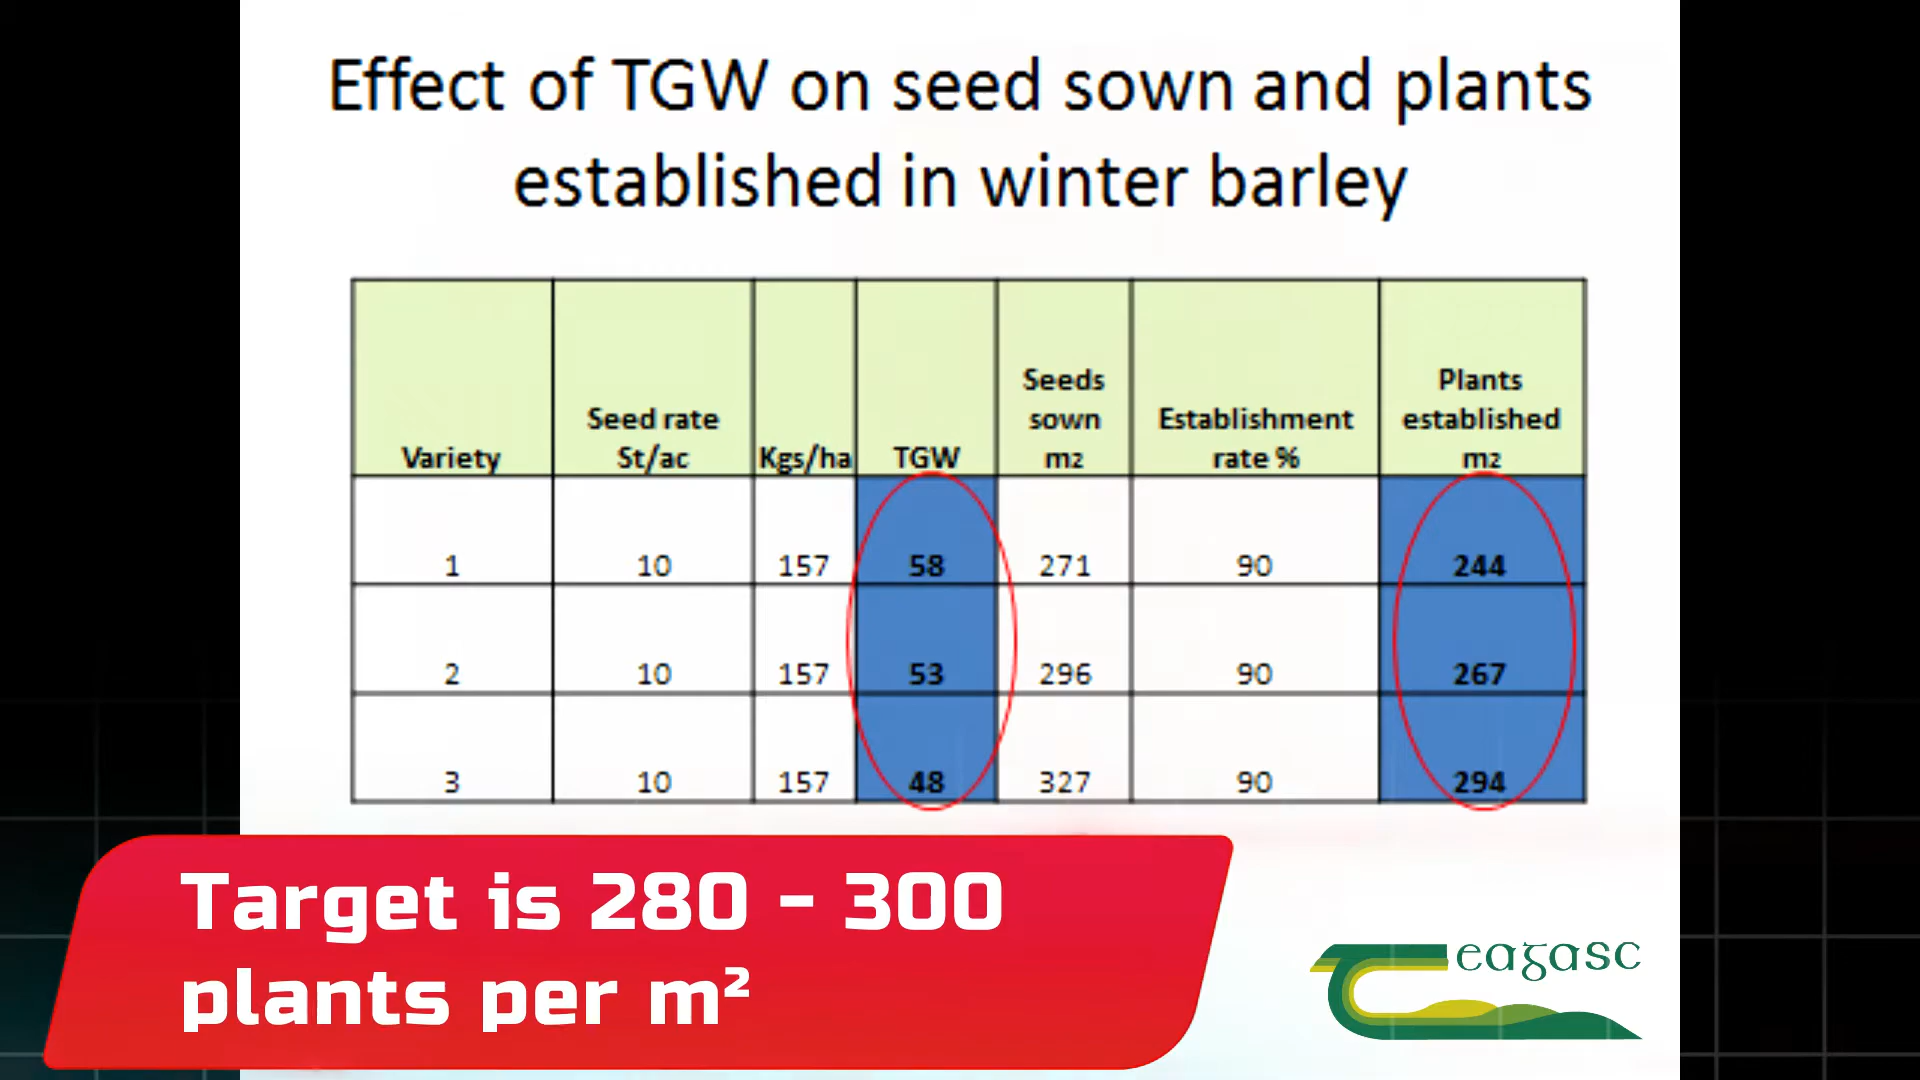 Effect of TGW on seed sown and plants
established in winter barley
Variety
Seed rate
St/ac
Kgs/ha
TGW
Seeds
sown
m2
Establishment
rate %
Plants
established
m2
1 10 157 58 271 90 244
2 10 157 53 296 90 267
3 10 157 48 327 90 294
Target is 280 - 300
plants per m²
eagasc